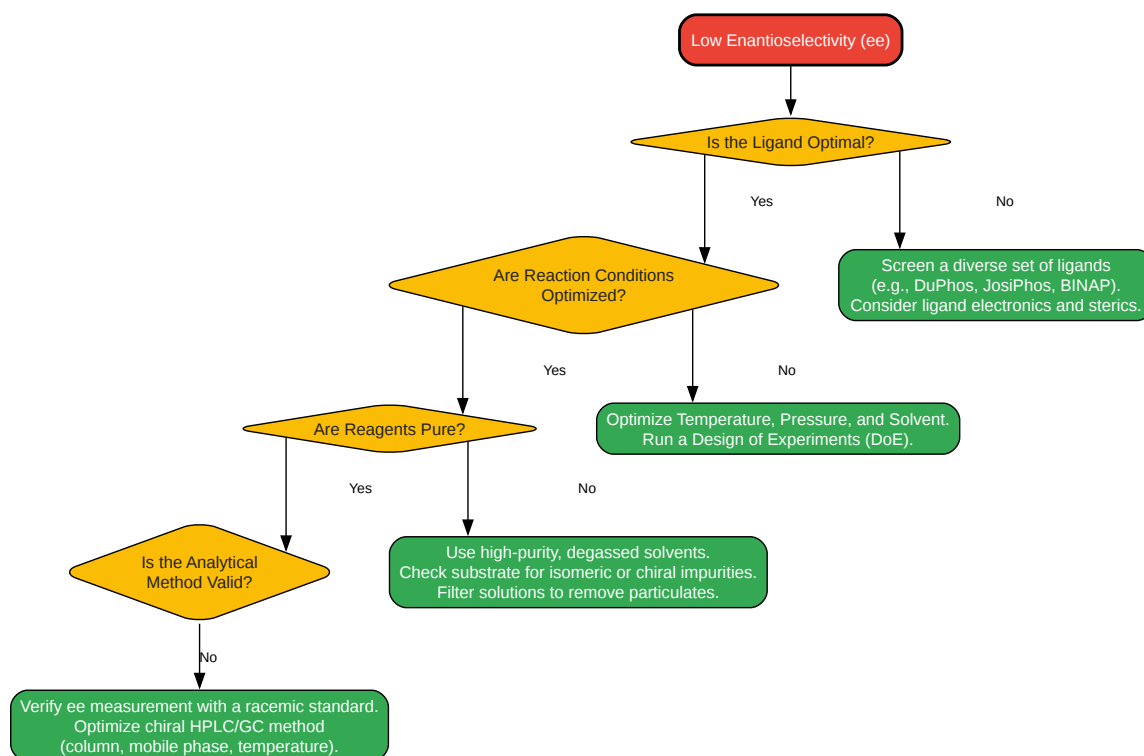 Low Enantioselectivity (ee)
Is the Ligand Optimal?
Yes
No
Screen a diverse set of ligands
(e.g., DuPhos, JosiPhos, BINAP).
Consider ligand electronics and sterics.
Are Reaction Conditions
Optimized?
Yes
No
Optimize Temperature, Pressure, and Solvent.
Run a Design of Experiments (DoE).
Are Reagents Pure?
Yes
No
Use high-purity, degassed solvents.
Check substrate for isomeric or chiral impurities.
Filter solutions to remove particulates.
Is the Analytical
Method Valid?
No
Verify ee measurement with a racemic standard.
Optimize chiral HPLC/GC method
(column, mobile phase, temperature).